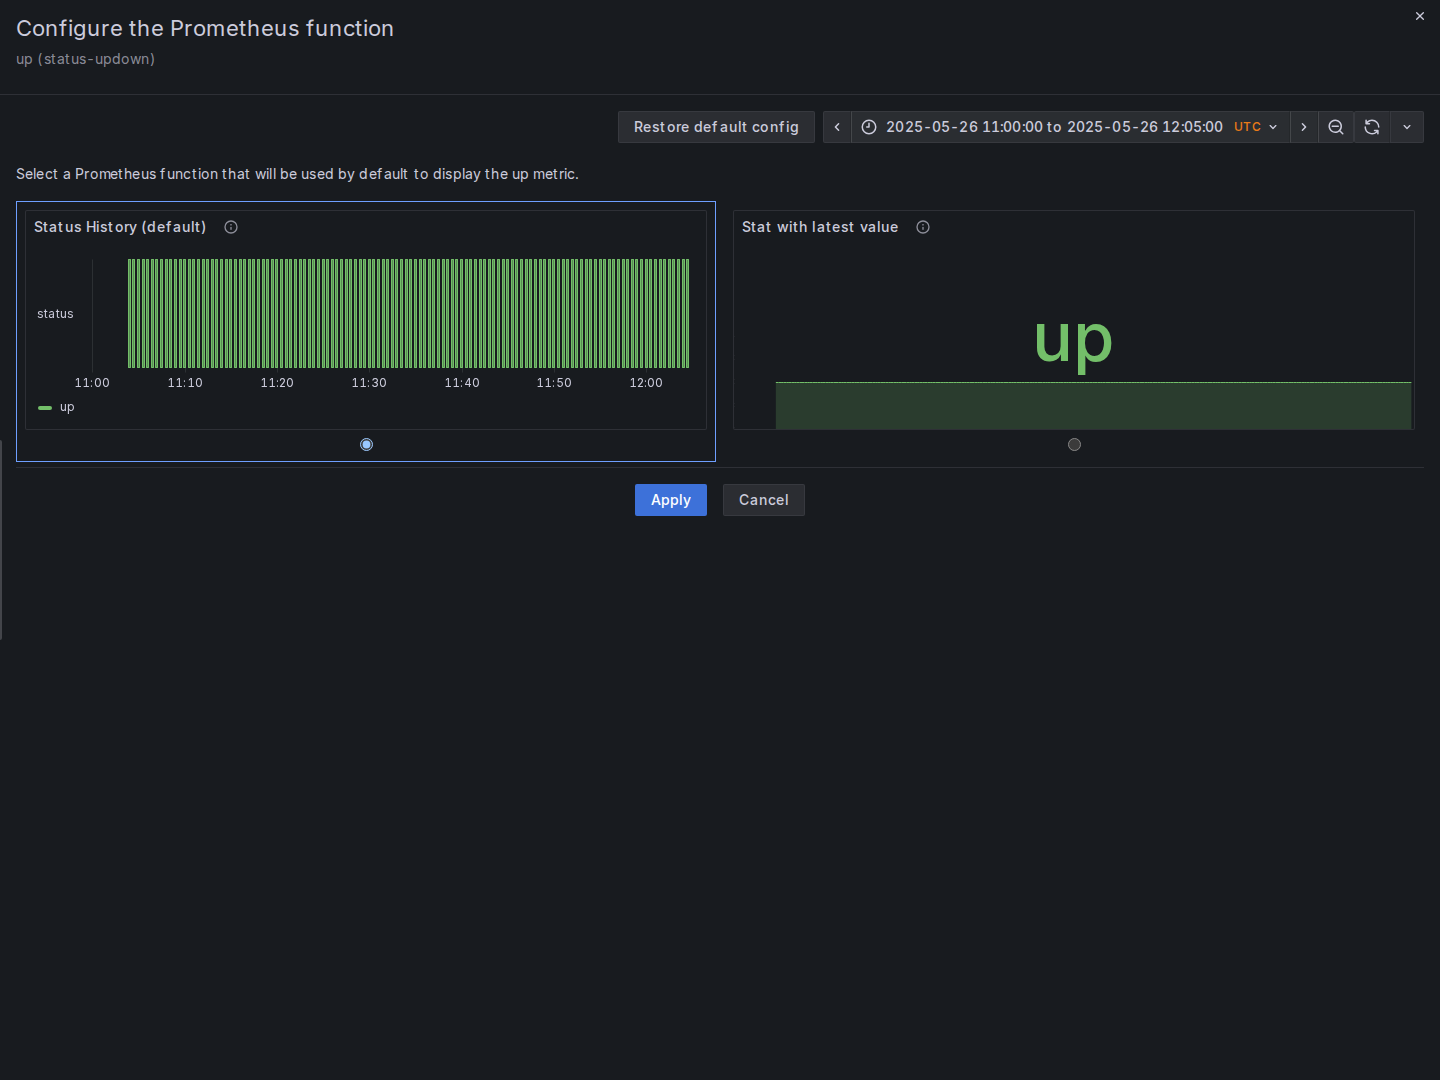 Configure the Prometheus function
up (status-updown)
Restore default config
2025-05-26 11:00:00 to 2025-05-26 12:05:00 UTC
Select a Prometheus function that will be used by default to display the up metric.
Status History (default)
status
11:00 11:10 11:20 11:30 11:40 11:50 12:00
up
Stat with latest value
up
Apply
Cancel